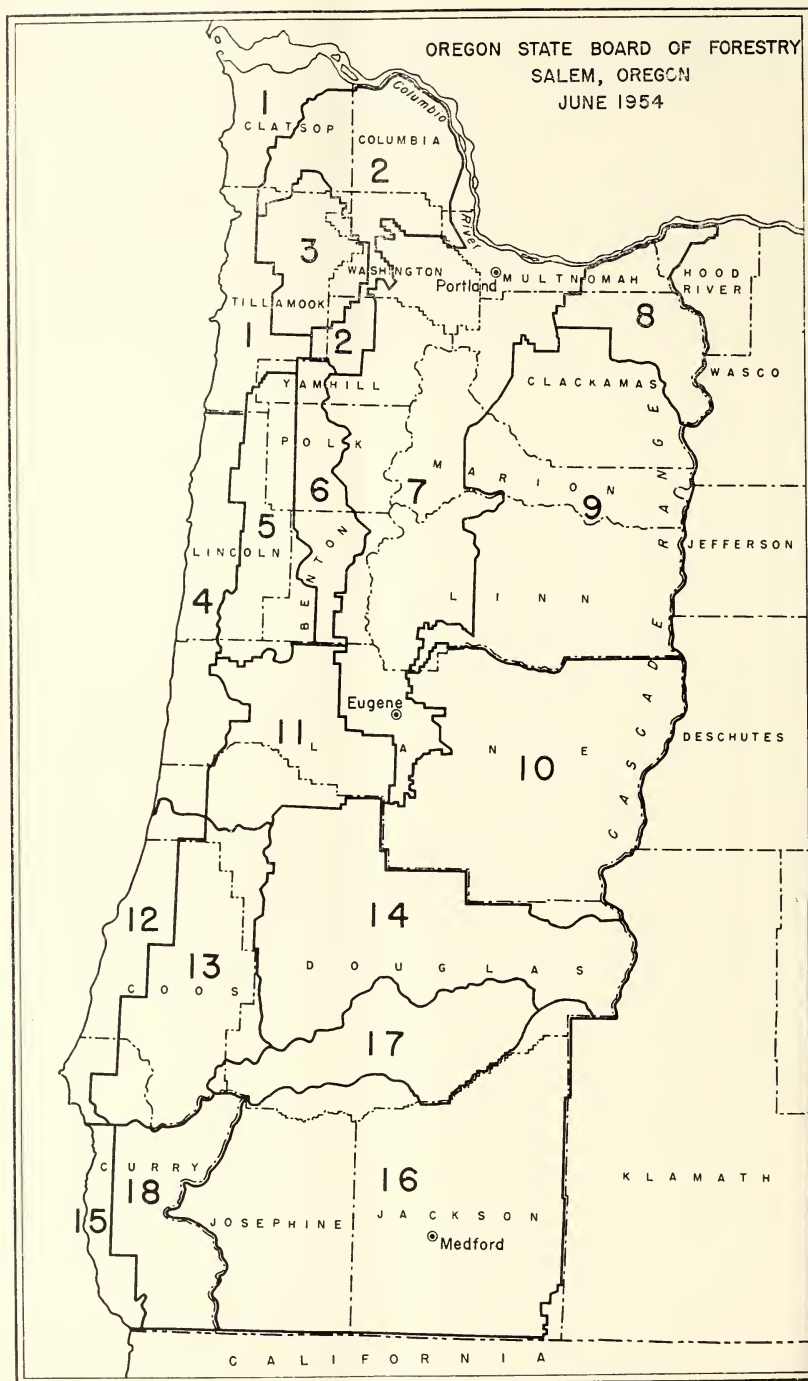 OREGON STATE BOARD OF FORESTRY
SALEM, OREGON
JUNE 1954
1
CLATSOP
Columbia
River
COLUMBIA
2
3
WASHINGTON
Portland
MULTNOMAH
HOOD
RIVER
TILLAMOOK
1
2
8
WASCO
YAMHILL
CLACKAMAS
POLK
6
7
MARION
9
5
LINCOLN
BENTON
JEFFERSON
4
LINN
CASCADE RANGE
Eugene
11
LANE
10
DESCHUTES
12
13
COOS
14
DOUGLAS
17
CURRY
18
15
16
JOSEPHINE
JACKSON
Medford
KLAMATH
CALIFORNIA